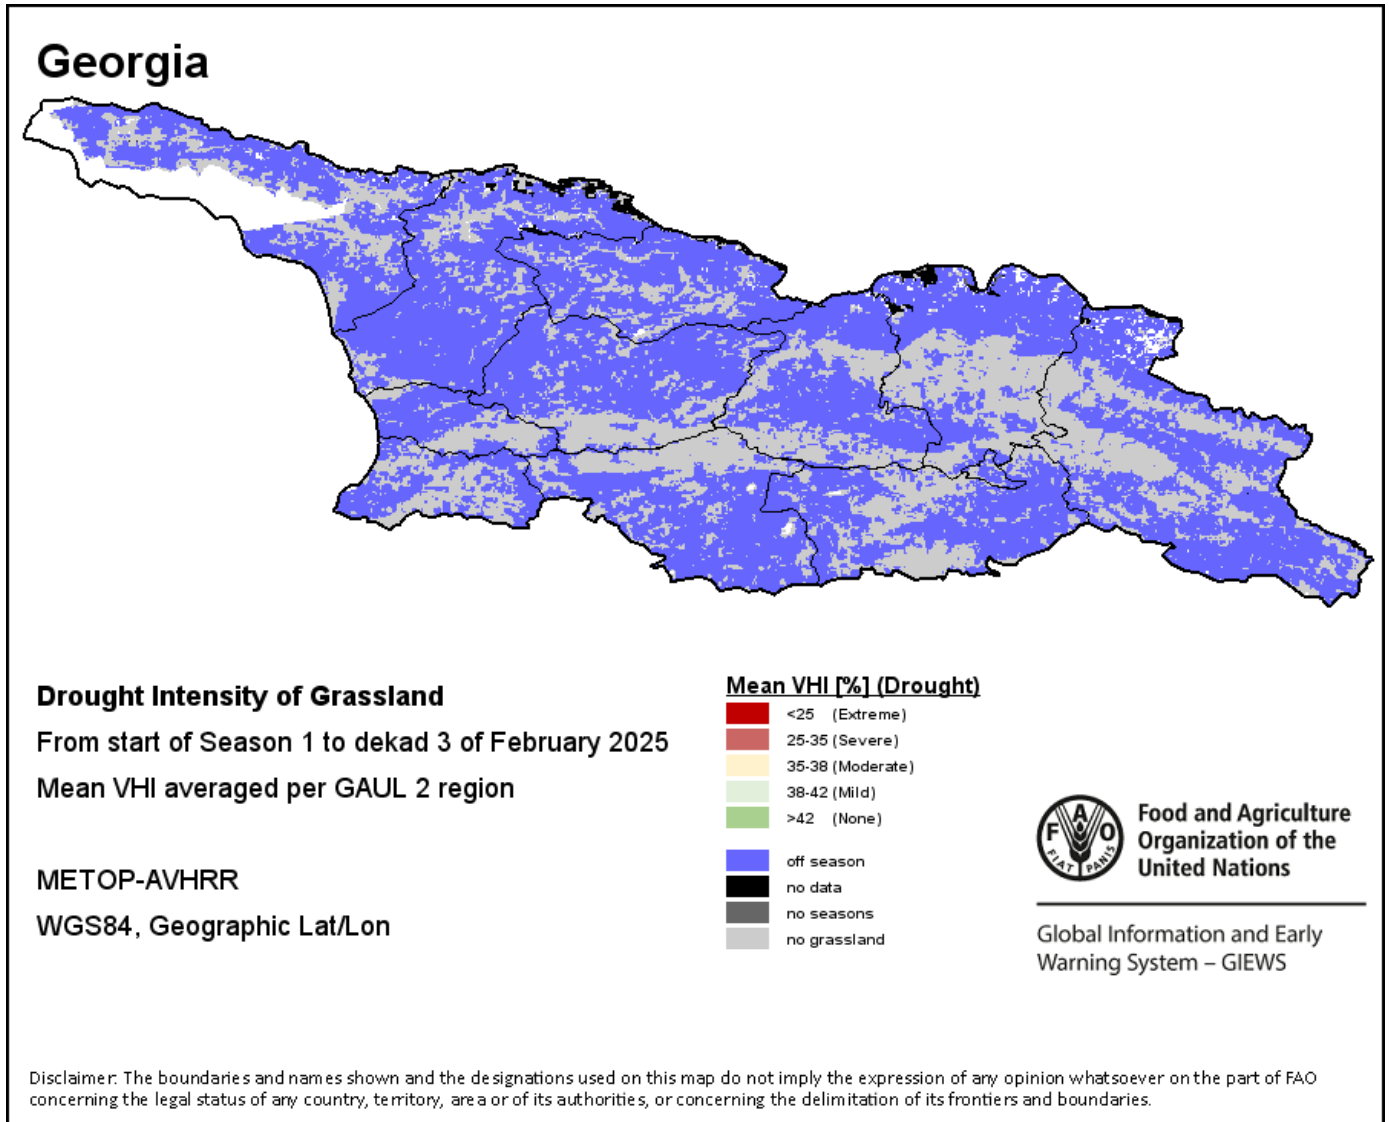 Georgia
Drought Intensity of Grassland
From start of Season 1 to dekad 3 of February 2025
Mean VHI averaged per GAUL 2 region
METOP-AVHRR
WGS84, Geographic Lat/Lon
Mean VHI [%] (Drought)
<25 (Extreme)
25-35 (Severe)
35-38 (Moderate)
38-42 (Mild)
>42 (None)
off season
no data
no seasons
no grassland
F A O
FIAT PANIS
Food and Agriculture
Organization of the
United Nations
Global Information and Early
Warning System – GIEWS
Disclaimer: The boundaries and names shown and the designations used on this map do not imply the expression of any opinion whatsoever on the part of FAO
concerning the legal status of any country, territory, area or of its authorities, or concerning the delimitation of its frontiers and boundaries.